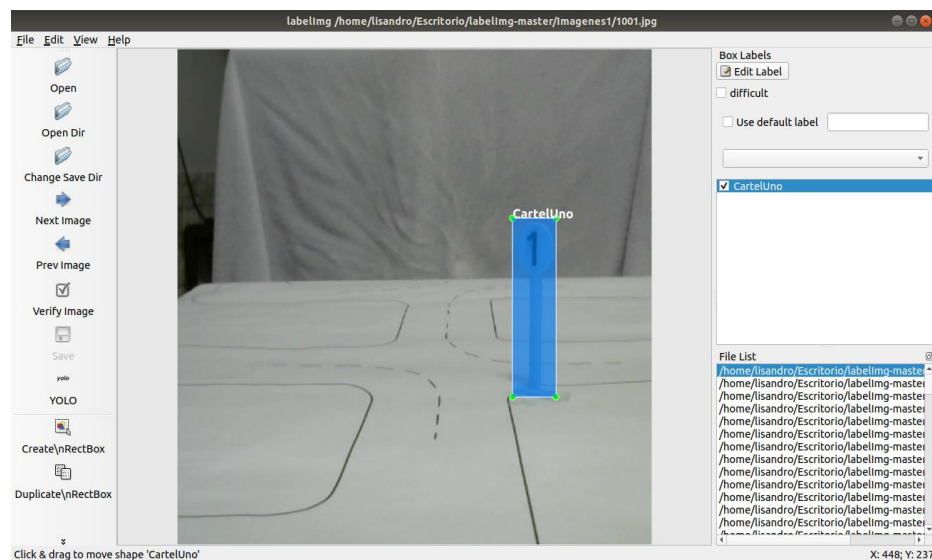 labelImg /home/lisandro/Escritorio/labelImg-master/Imagenes1/1001.jpg
File Edit View Help
Open
Open Dir
Change Save Dir
Next Image
Prev Image
Verify Image
Save
yolo
YOLO
Create\nRectBox
Duplicate\nRectBox
CartelUno
1
Box Labels
Edit Label
difficult
Use default label
CartelUno
File List
/home/lisandro/Escritorio/labelImg-master
/home/lisandro/Escritorio/labelImg-master
/home/lisandro/Escritorio/labelImg-master
/home/lisandro/Escritorio/labelImg-master
/home/lisandro/Escritorio/labelImg-master
/home/lisandro/Escritorio/labelImg-master
/home/lisandro/Escritorio/labelImg-master
/home/lisandro/Escritorio/labelImg-master
/home/lisandro/Escritorio/labelImg-master
/home/lisandro/Escritorio/labelImg-master
/home/lisandro/Escritorio/labelImg-master
/home/lisandro/Escritorio/labelImg-master
/home/lisandro/Escritorio/labelImg-master
Click & drag to move shape 'CartelUno'
X: 448; Y: 237